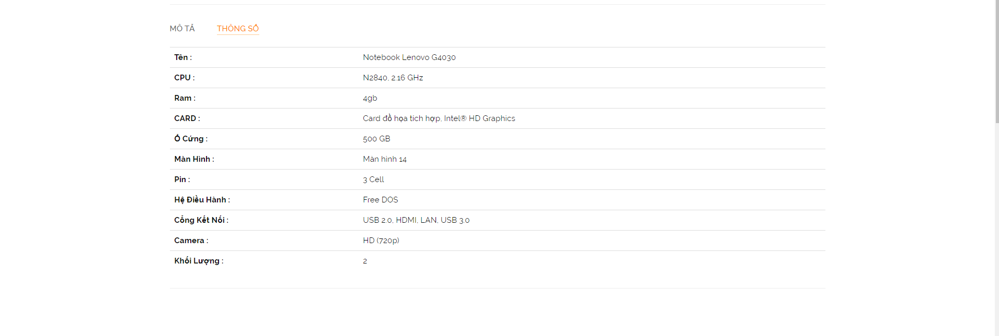 MÔ TẢ THÔNG SỐ
Tên : Notebook Lenovo G4030
CPU : N2840, 2.16 GHz
Ram : 4gb
CARD : Card đồ họa tích hợp, Intel® HD Graphics
Ổ Cứng : 500 GB
Màn Hình : Màn hình 14
Pin : 3 Cell
Hệ Điều Hành : Free DOS
Cổng Kết Nối : USB 2.0, HDMI, LAN, USB 3.0
Camera : HD (720p)
Khối Lượng : 2